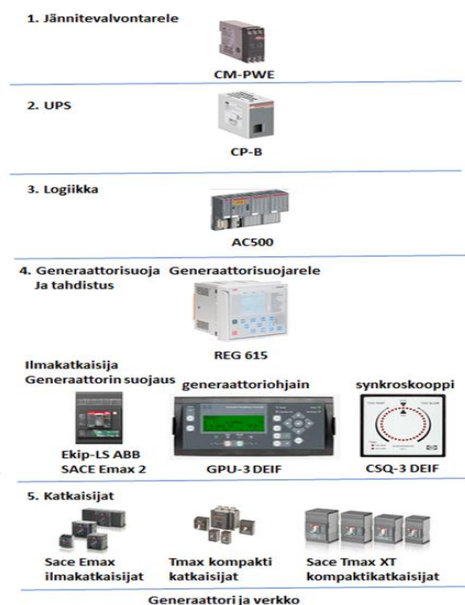 1. Jännitevalvontarele
CM-PWE
2. UPS
CP-B
3. Logiikka
AC500
4. Generaattorisuoja Generaattorisuojarele
Ja tahdistus
REG 615
Ilmakatkaisija
Generaattorin suojaus
generaattoriohjain
synkroskooppi
Ekip-LS ABB
SACE Emax 2
GPU-3 DEIF
CSQ-3 DEIF
5. Katkaisijat
Sace Emax
ilmakatkaisijat
Tmax kompakti
katkaisijat
Sace Tmax XT
kompaktikatkaisijat
Generaattori ja verkko